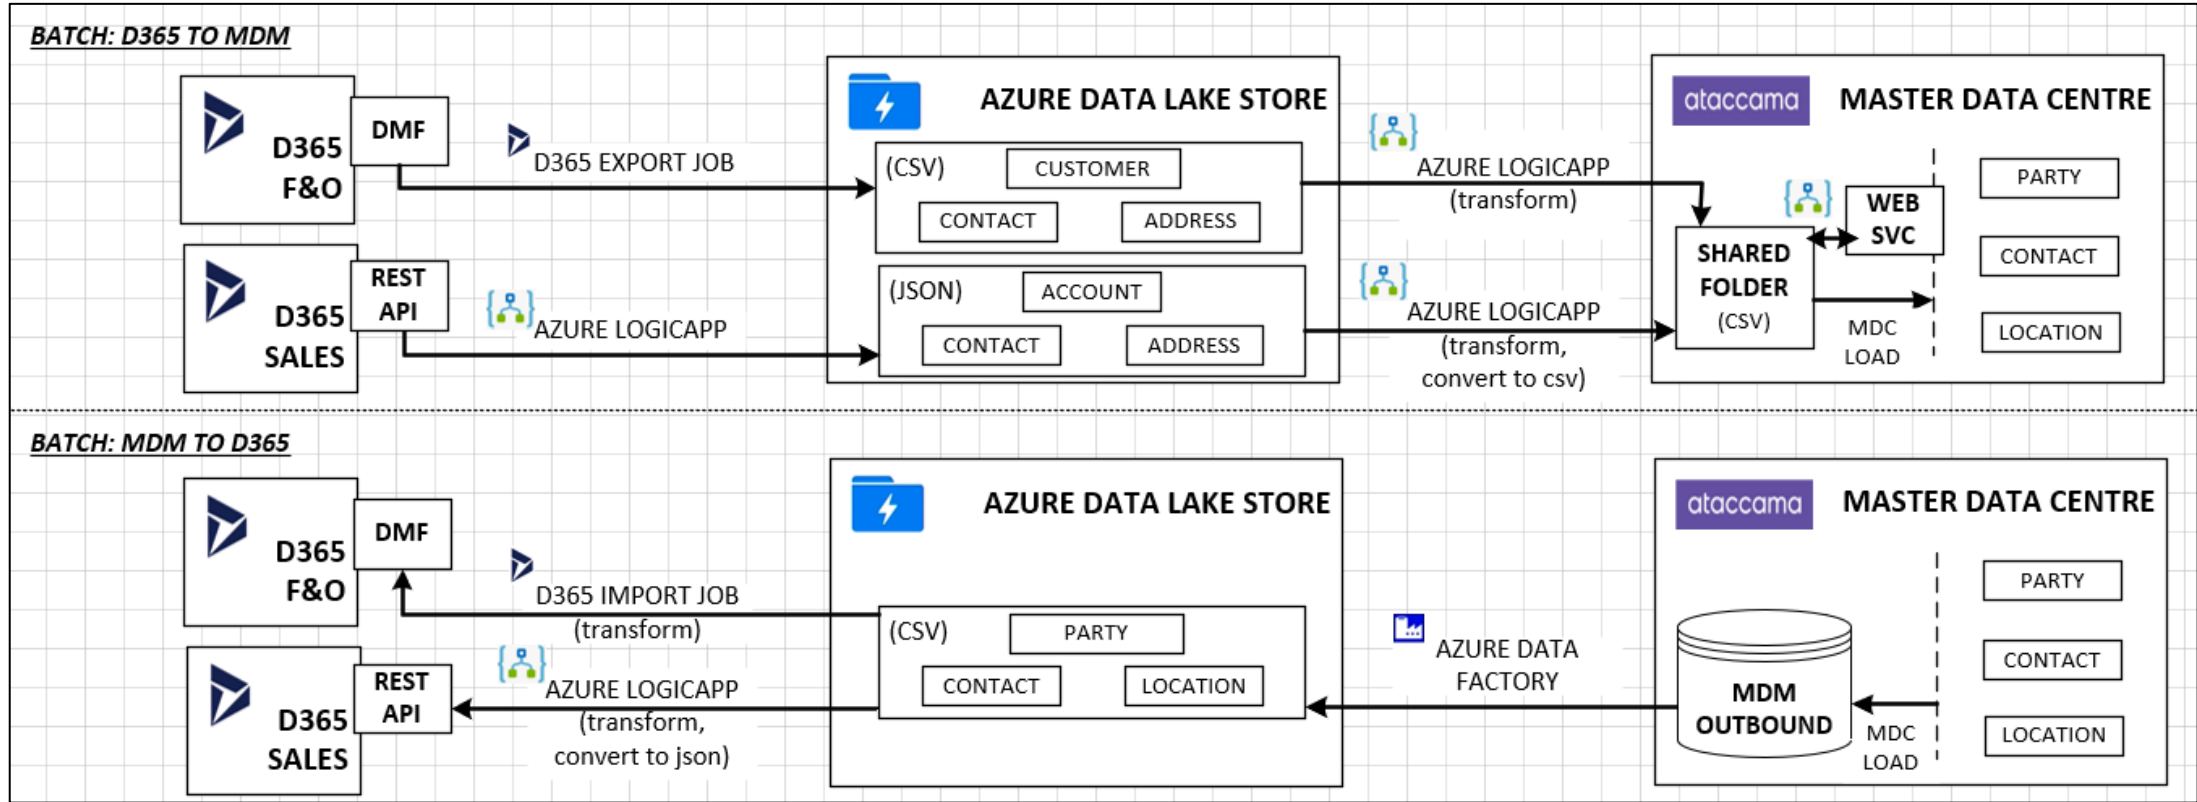 BATCH: D365 TO MDM
D365
F&O
DMF
D365 EXPORT JOB
D365
SALES
REST
API
AZURE LOGICAPP
AZURE DATA LAKE STORE
(CSV)
CUSTOMER
CONTACT
ADDRESS
(JSON)
ACCOUNT
CONTACT
ADDRESS
AZURE LOGICAPP
(transform)
AZURE LOGICAPP
(transform,
convert to csv)
ataccama
MASTER DATA CENTRE
SHARED
FOLDER
(CSV)
WEB
SVC
MDC
LOAD
PARTY
CONTACT
LOCATION
BATCH: MDM TO D365
D365
F&O
DMF
D365 IMPORT JOB
(transform)
D365
SALES
REST
API
AZURE LOGICAPP
(transform,
convert to json)
AZURE DATA LAKE STORE
(CSV)
PARTY
CONTACT
LOCATION
AZURE DATA
FACTORY
ataccama
MASTER DATA CENTRE
MDM
OUTBOUND
MDC
LOAD
PARTY
CONTACT
LOCATION